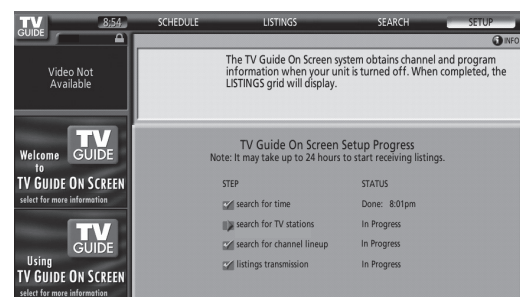 TV
GUIDE
8:54
SCHEDULE
LISTINGS
SEARCH
SETUP
INFO
Video Not
Available
The TV Guide On Screen system obtains channel and program
information when your unit is turned off. When completed, the
LISTINGS grid will display.
TV
GUIDE
Welcome
to
TV GUIDE ON SCREEN
select for more information
TV
GUIDE
Using
TV GUIDE ON SCREEN
select for more information
TV Guide On Screen Setup Progress
Note: It may take up to 24 hours to start receiving listings.
STEP STATUS
search for time Done: 8:01pm
search for TV stations In Progress
search for channel lineup In Progress
listings transmission In Progress